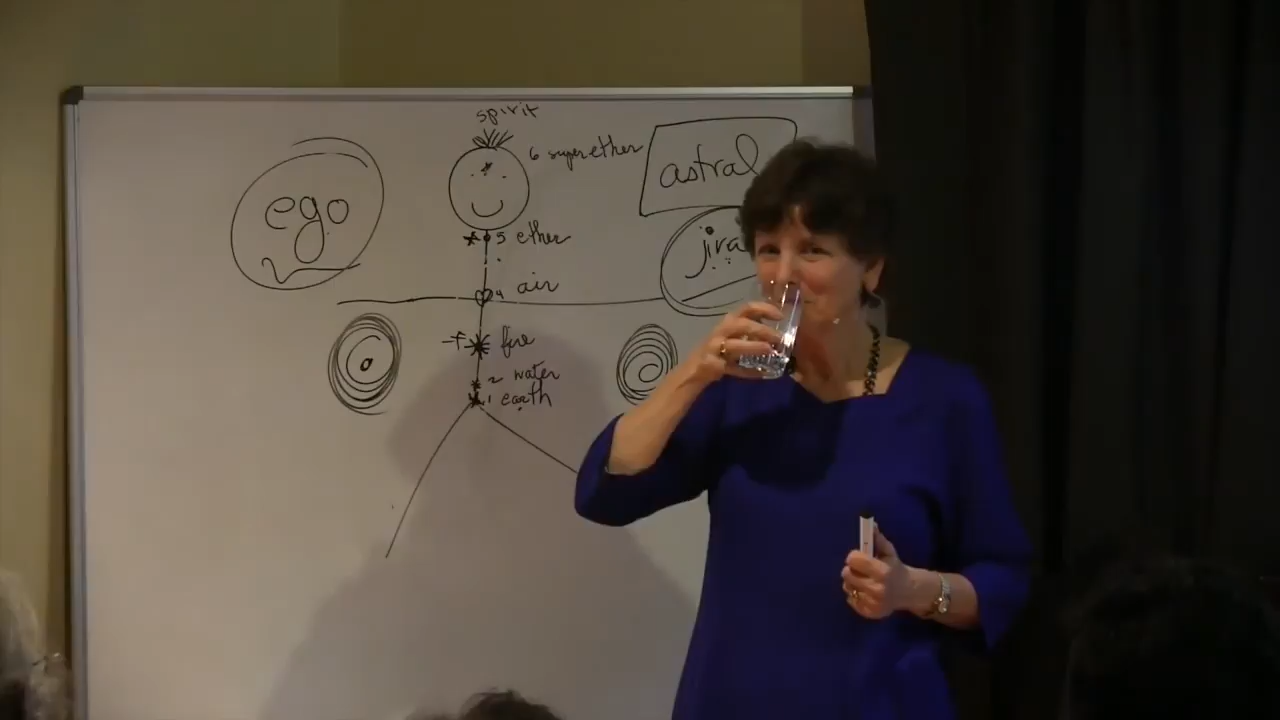 spirit
6 superether
ego
astral
5 ether
jiva
4 air
fire
2 water
1 earth